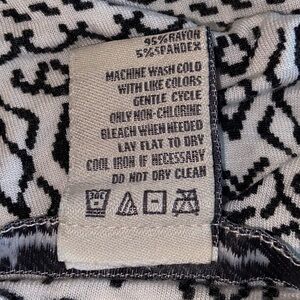 95%RAYON
5%SPANDEX
MACHINE WASH COLD
WITH LIKE COLORS
GENTLE CYCLE
ONLY NON-CHLORINE
BLEACH WHEN NEEDED
LAY FLAT TO DRY
COOL IRON IF NECESSARY
DO NOT DRY CLEAN